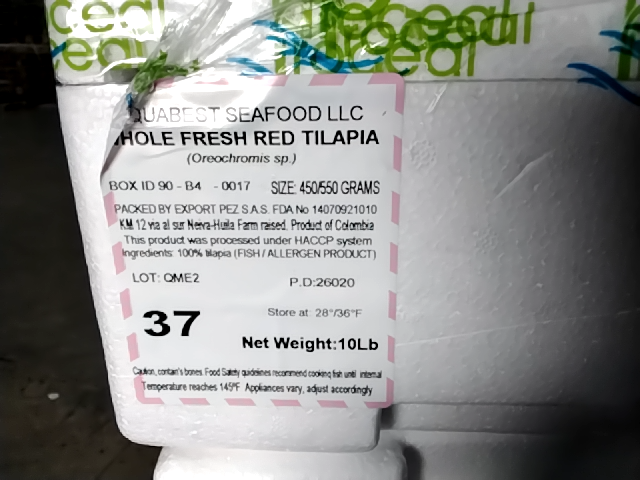 QUABEST SEAFOOD LLC
WHOLE FRESH RED TILAPIA
(Oreochromis sp.)
BOX ID 90 - B4 - 0017 SIZE: 450/550 GRAMS
PACKED BY EXPORT PEZ S.A.S. FDA No 14070921010
KM 12 via al sur Neiva-Huila Farm raised. Product of Colombia
This product was processed under HACCP system
Ingredients: 100% tilapia (FISH / ALLERGEN PRODUCT)
LOT: QME2 P.D:26020
37 Store at: 28°/36°F
Net Weight:10Lb
Caution, contain's bones. Food Safety guidelines recommend cooking fish until internal
Temperature reaches 145°F. Appliances vary, adjust accordingly